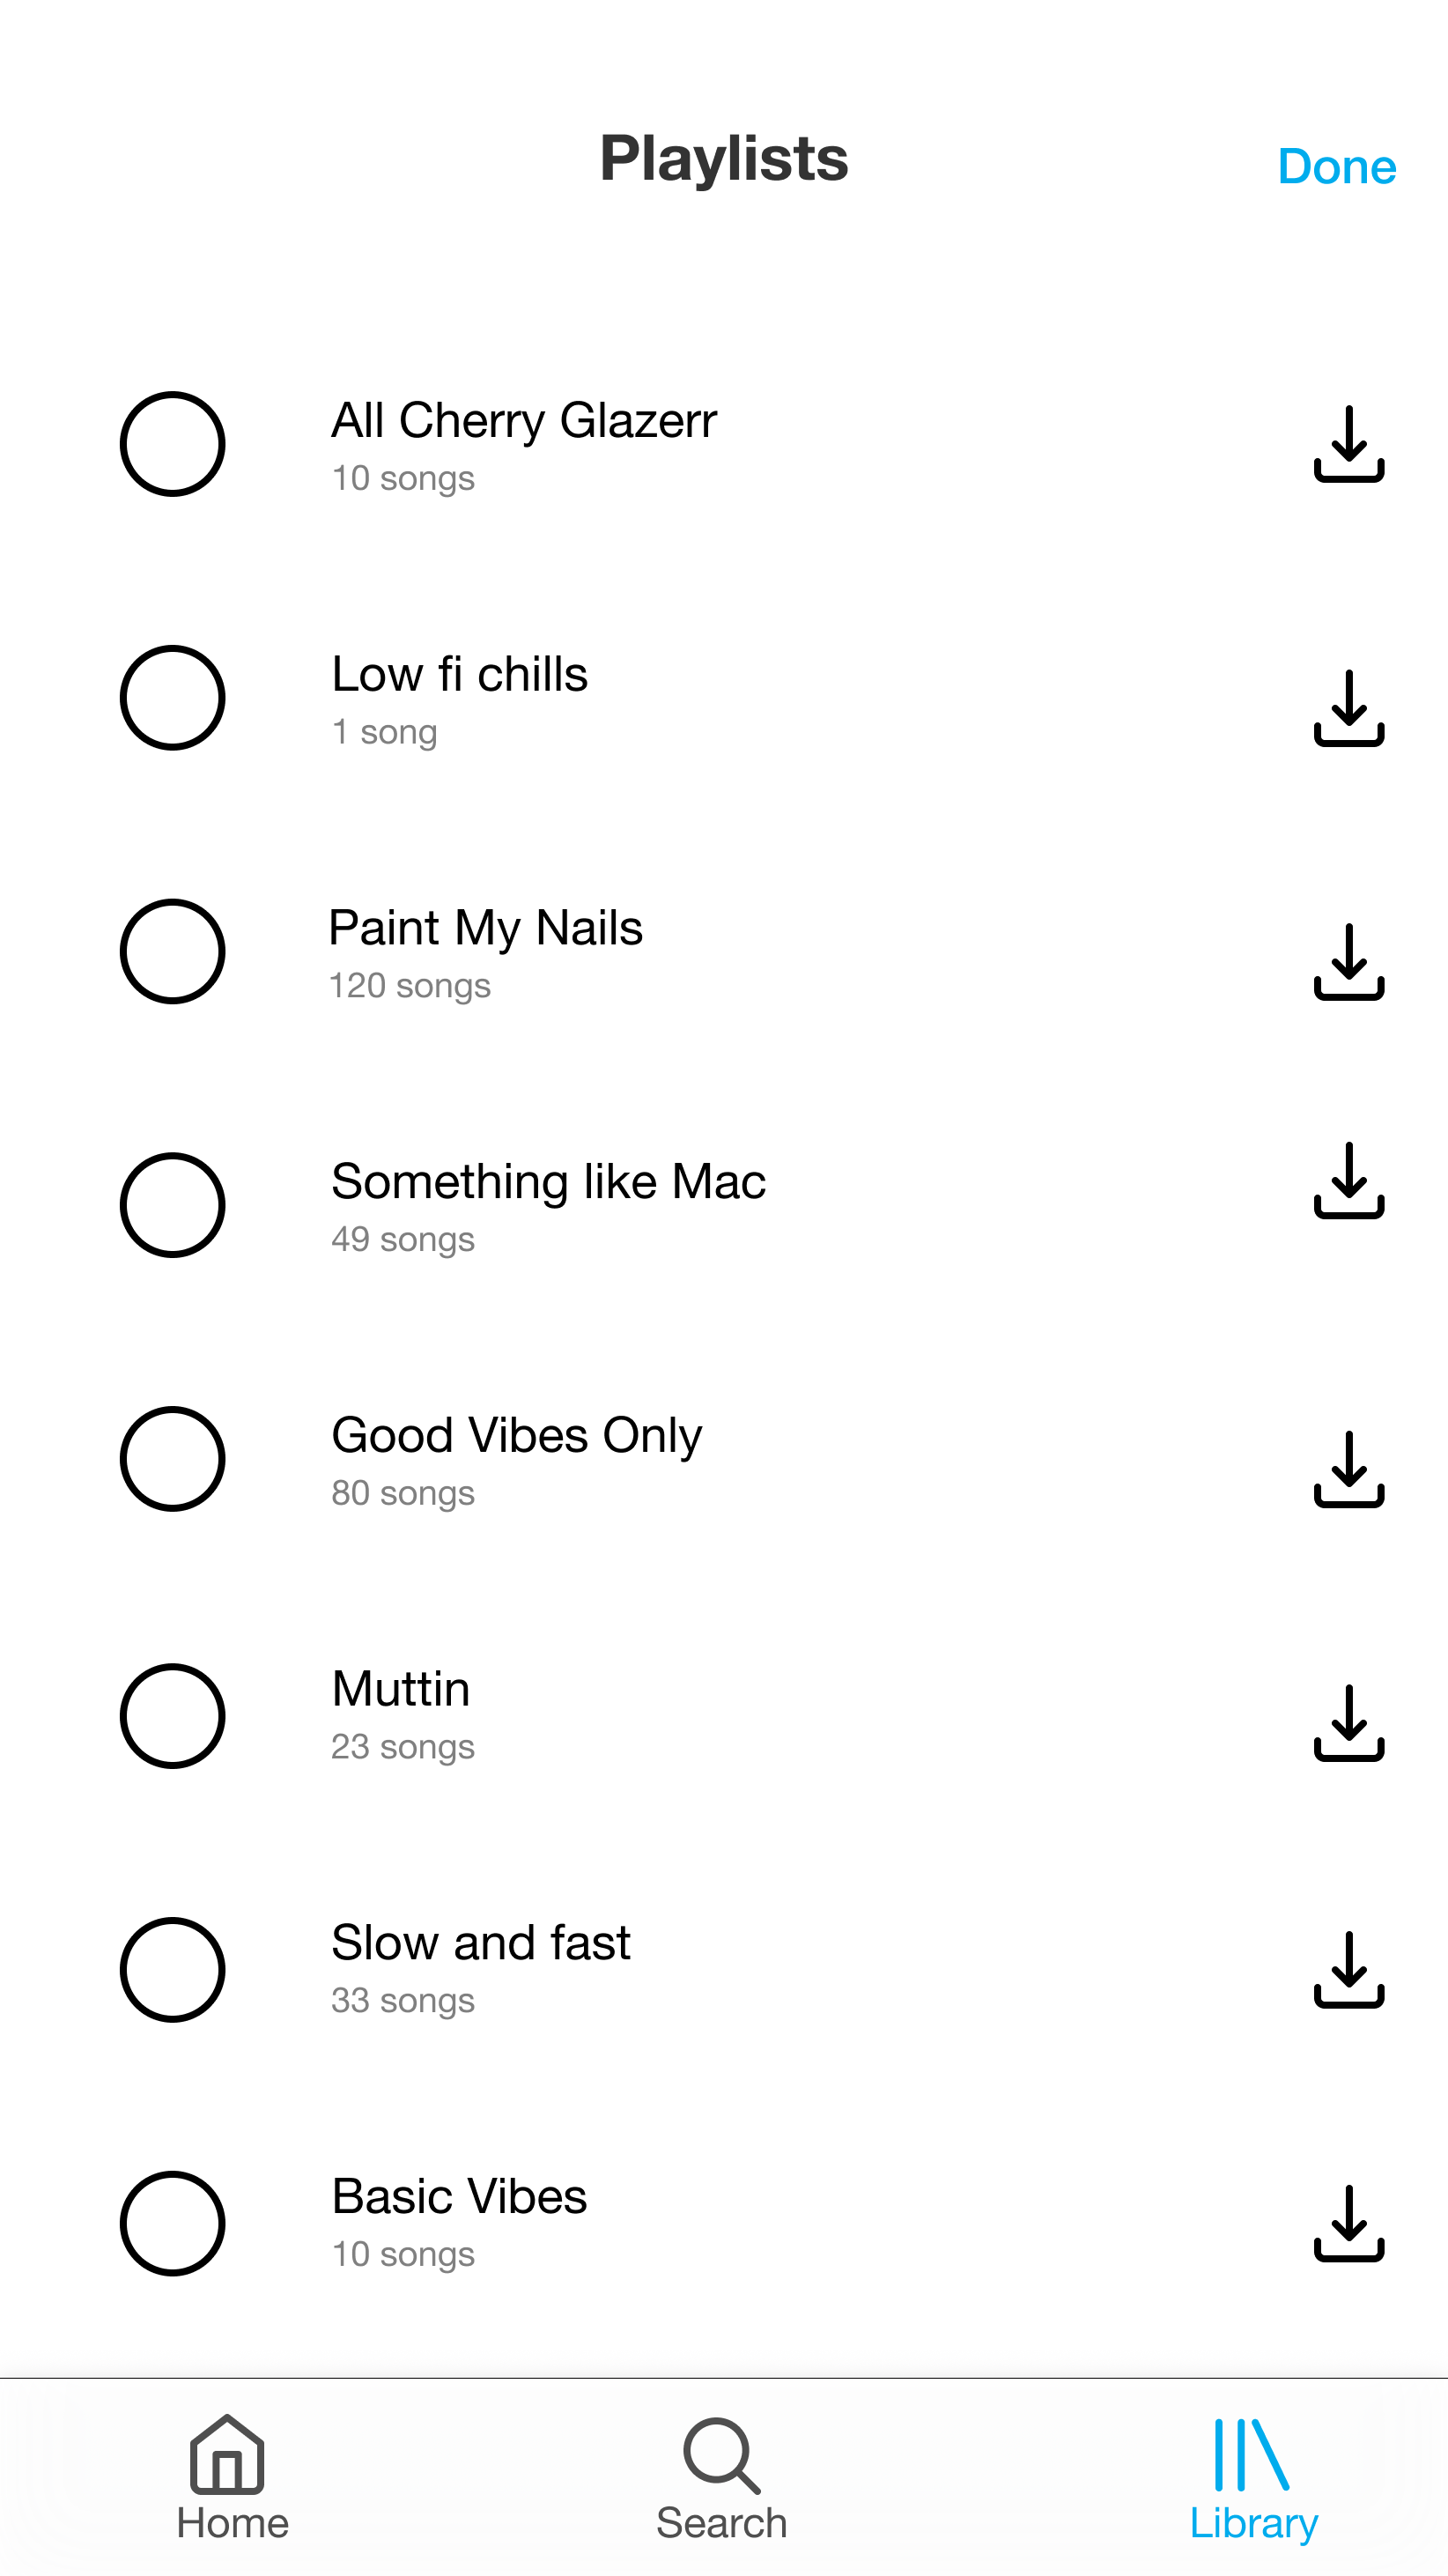 Playlists
Done
All Cherry Glazerr
10 songs
Low fi chills
1 song
Paint My Nails
120 songs
Something like Mac
49 songs
Good Vibes Only
80 songs
Muttin
23 songs
Slow and fast
33 songs
Basic Vibes
10 songs
Home
Search
Library